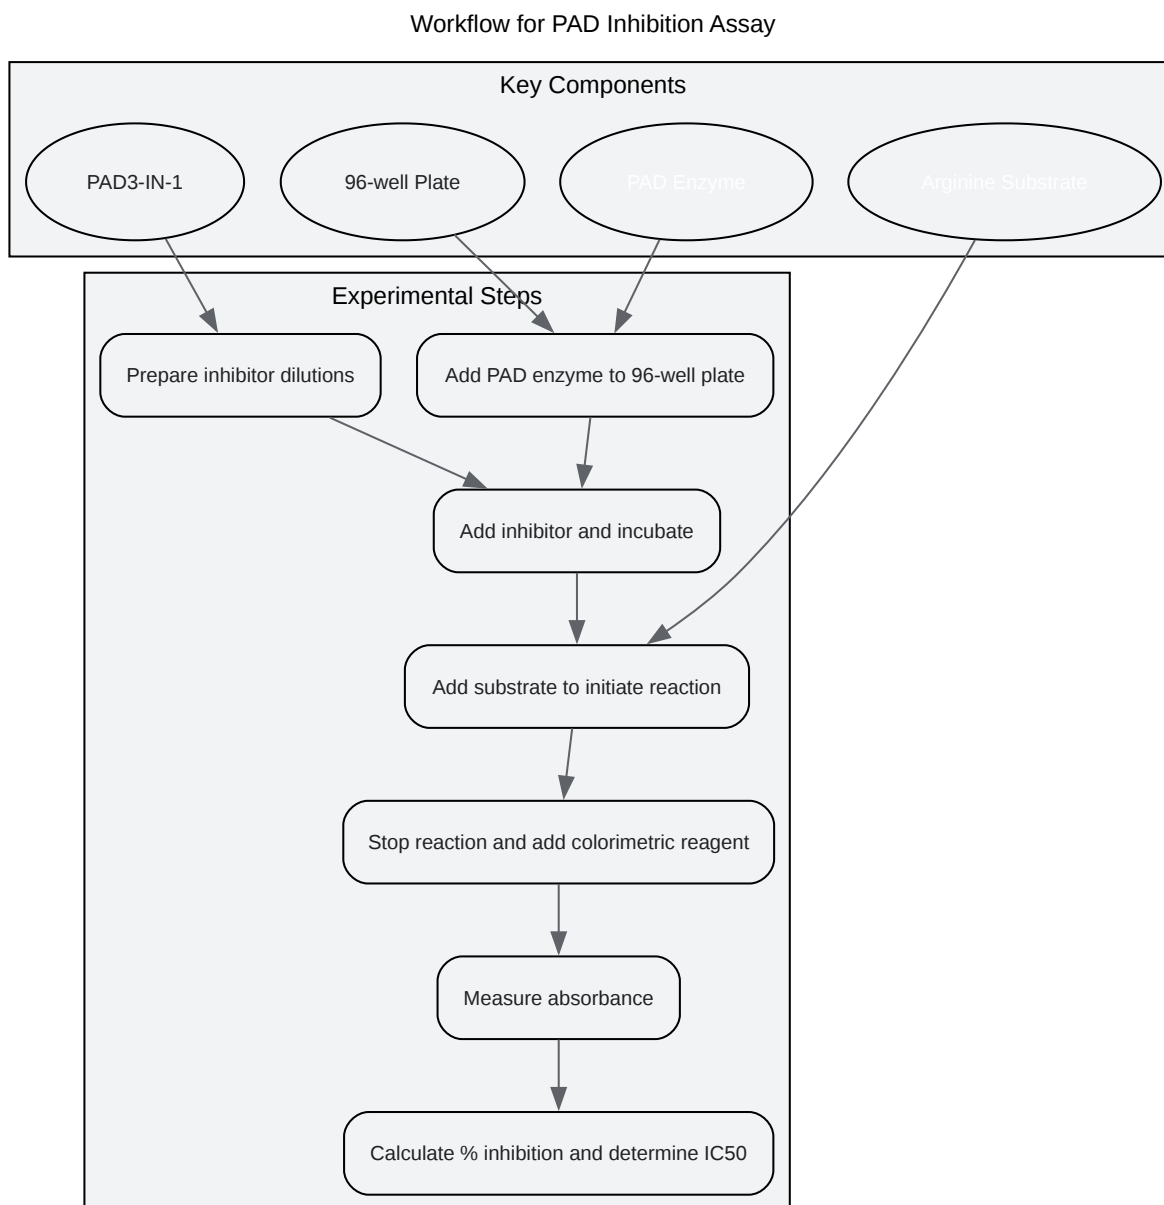 Workflow for PAD Inhibition Assay
Key Components
PAD3-IN-1
96-well Plate
PAD Enzyme
Arginine Substrate
Experimental Steps
Prepare inhibitor dilutions
Add PAD enzyme to 96-well plate
Add inhibitor and incubate
Add substrate to initiate reaction
Stop reaction and add colorimetric reagent
Measure absorbance
Calculate % inhibition and determine IC50